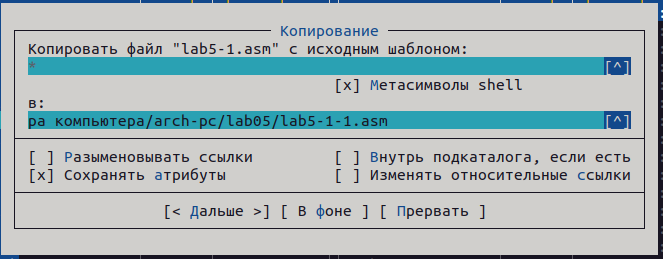 Копирование
Копировать файл "lab5-1.asm" с исходным шаблоном:
* [^]
[x] Метасимволы shell
в:
ра компьютера/arch-pc/lab05/lab5-1-1.asm [^]
[ ] Разыменовывать ссылки [ ] Внутрь подкаталога, если есть
[x] Сохранять атрибуты [ ] Изменять относительные ссылки
[< Дальше >] [ В фоне ] [ Прервать ]